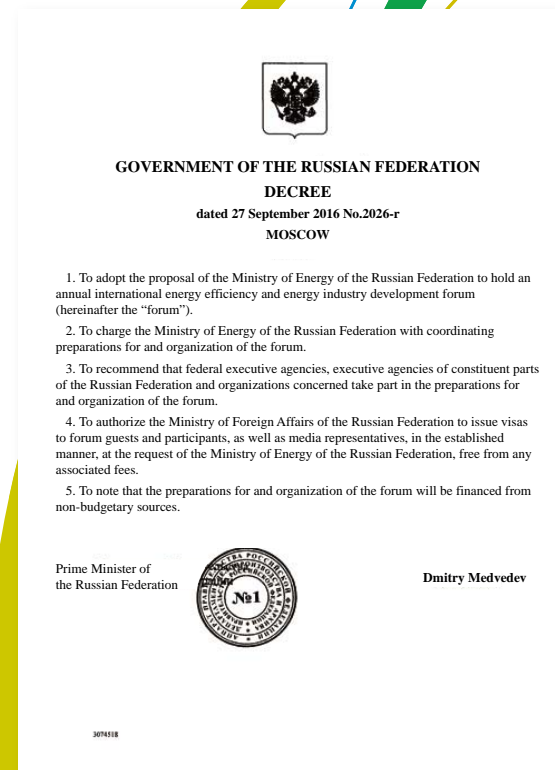 GOVERNMENT OF THE RUSSIAN FEDERATION
DECREE
dated 27 September 2016 No.2026-r
MOSCOW
1. To adopt the proposal of the Ministry of Energy of the Russian Federation to hold an
annual international energy efficiency and energy industry development forum
(hereinafter the “forum”).
2. To charge the Ministry of Energy of the Russian Federation with coordinating
preparations for and organization of the forum.
3. To recommend that federal executive agencies, executive agencies of constituent parts
of the Russian Federation and organizations concerned take part in the preparations for
and organization of the forum.
4. To authorize the Ministry of Foreign Affairs of the Russian Federation to issue visas
to forum guests and participants, as well as media representatives, in the established
manner, at the request of the Ministry of Energy of the Russian Federation, free from any
associated fees.
5. To note that the preparations for and organization of the forum will be financed from
non-budgetary sources.
Prime Minister of
the Russian Federation
№1
Dmitry Medvedev
3074518